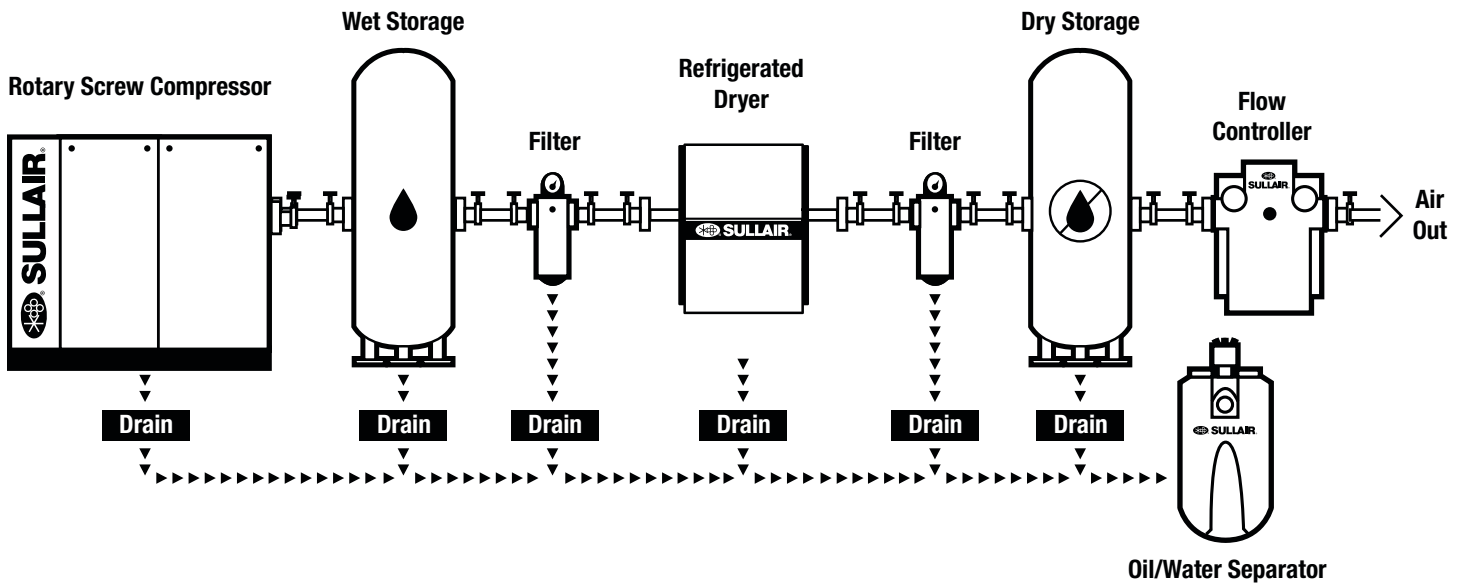 Wet Storage
Dry Storage
Rotary Screw Compressor
Refrigerated
Dryer
Flow
Controller
Filter
Filter
SULLAIR®
SULLAIR
SULLAIR
Air
Out
Drain
Drain
Drain
Drain
Drain
Drain
SULLAIR
Oil/Water Separator